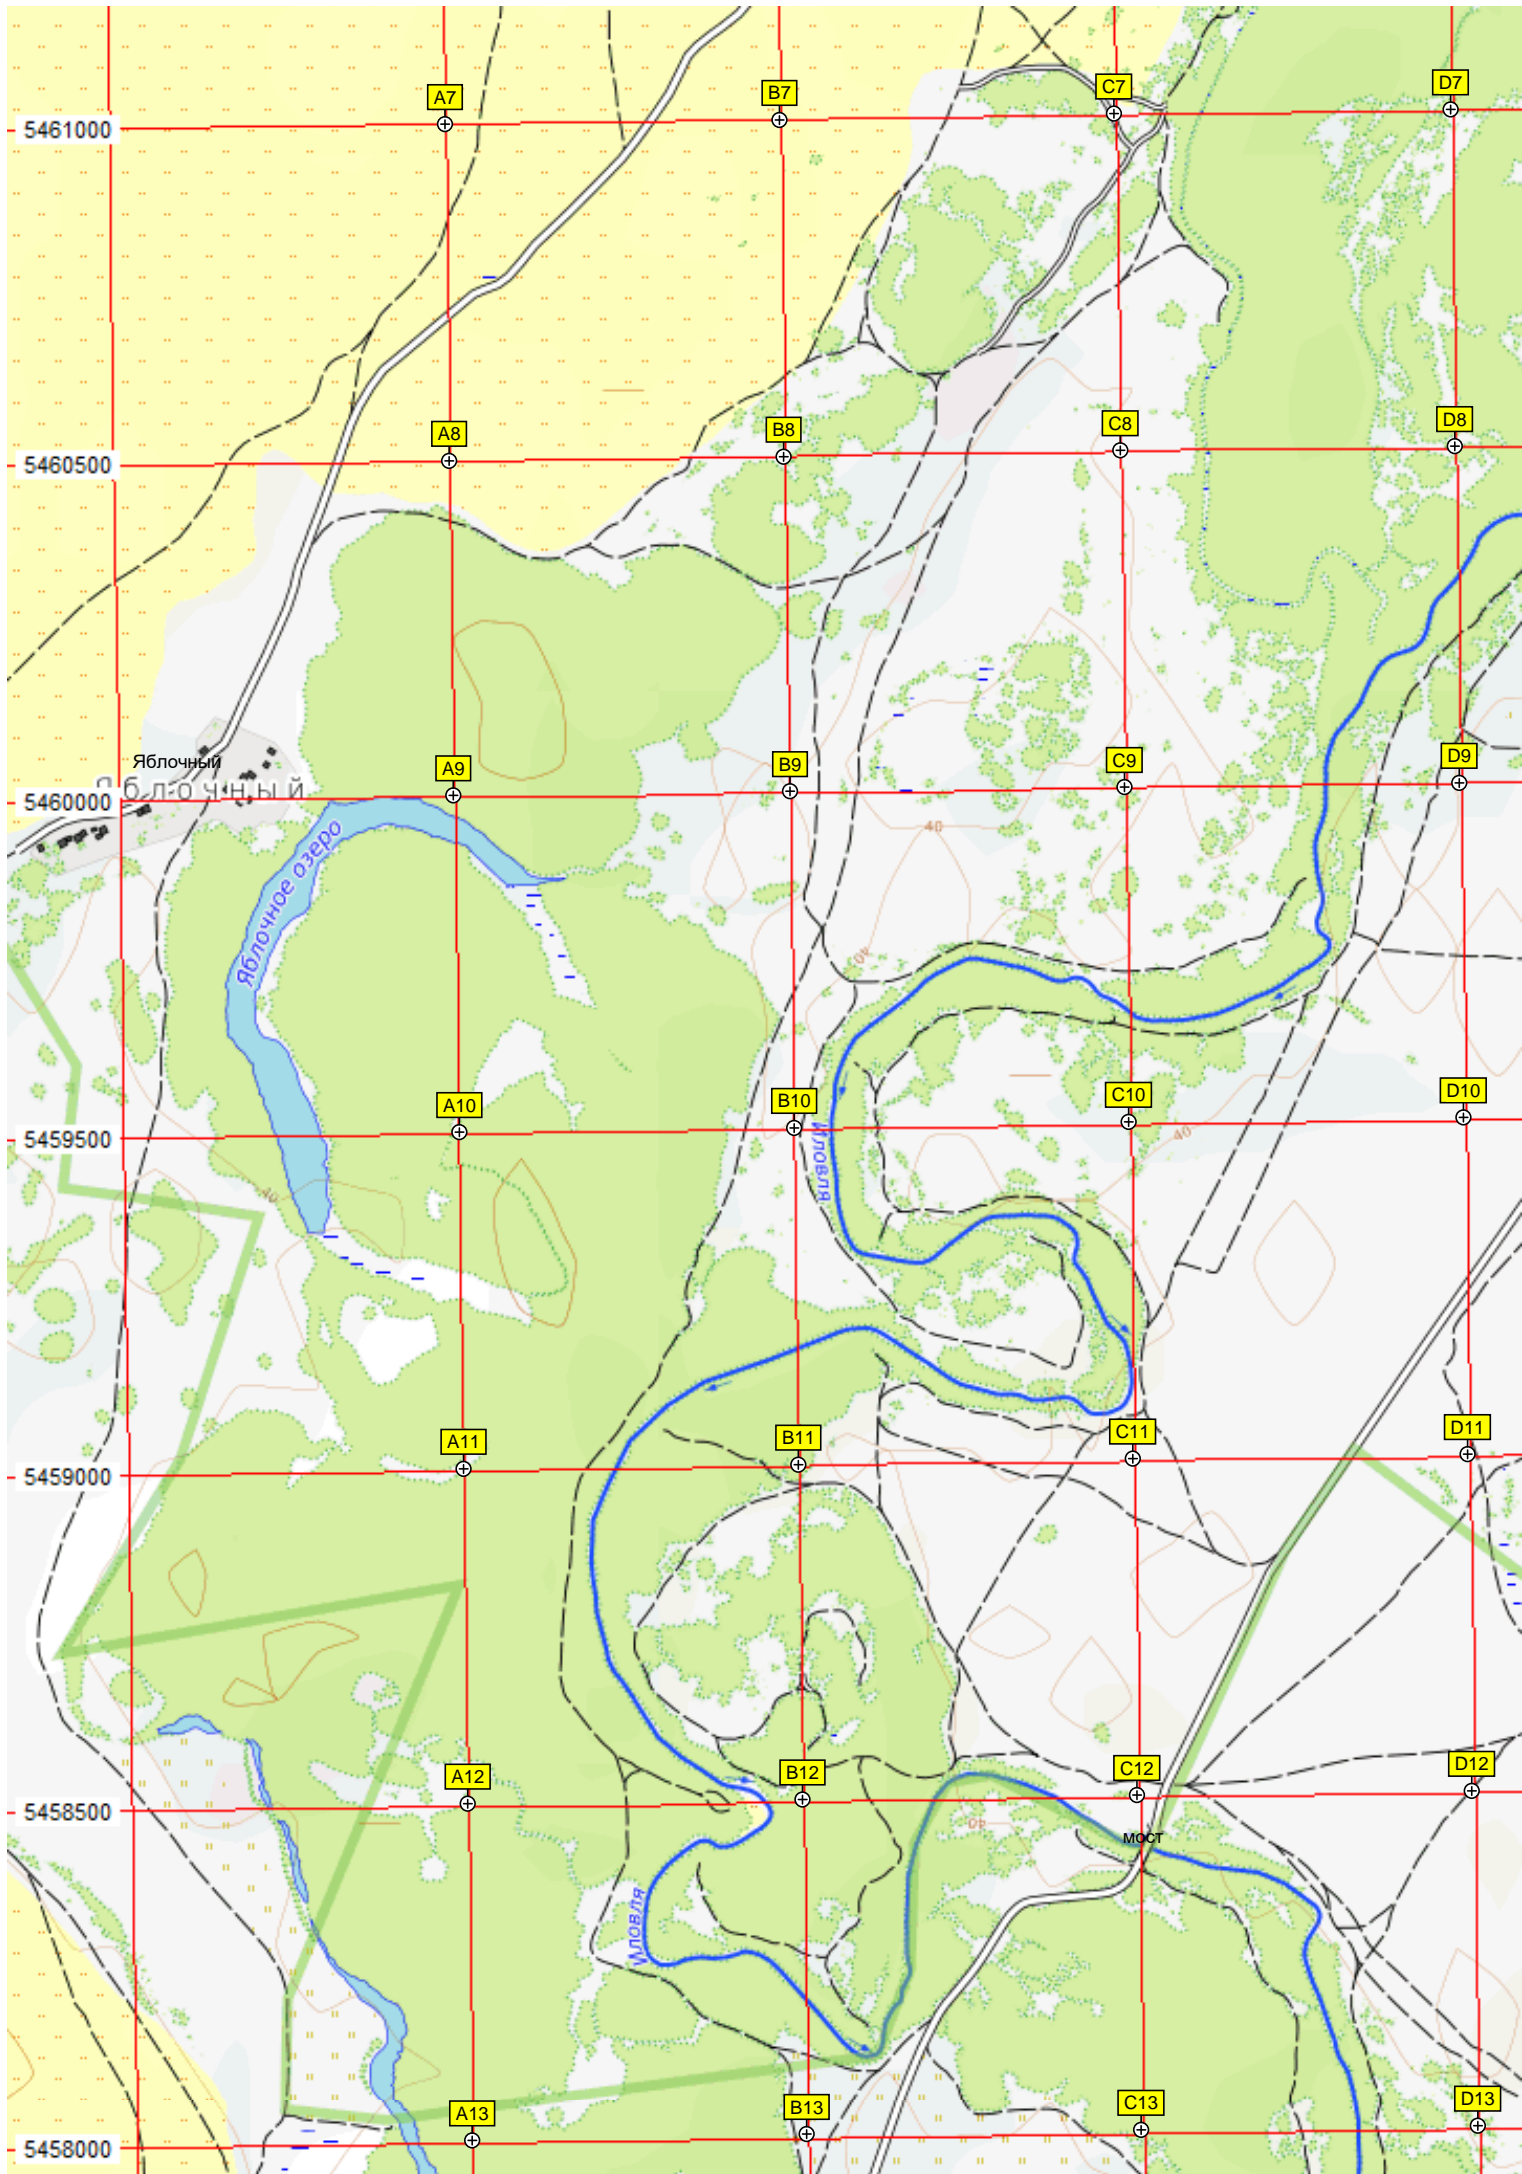 A7
B7
C7
D7
5461000
A8
B8
C8
D8
5460500
Яблочный
Яблочный
A9
B9
C9
D9
5460000
40
Яблочное озеро
40
A10
B10
C10
D10
5459500
40
Иловля
40
A11
B11
C11
D11
5459000
A12
B12
C12
D12
5458500
40
мост
Иловля
A13
B13
C13
D13
5458000